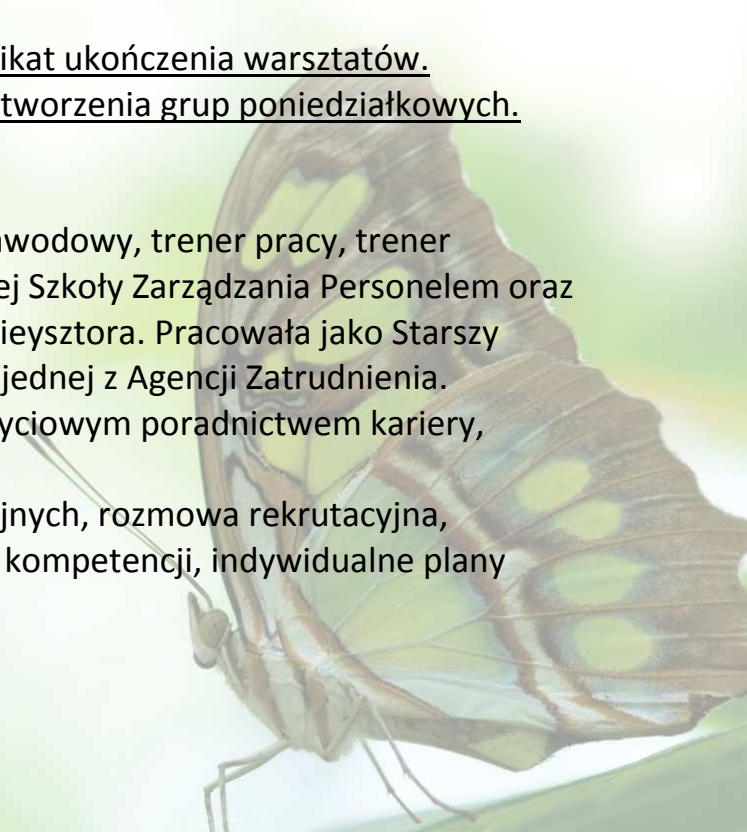 ikat ukończenia warsztatów.
tworzenia grup poniedziałkowych.
awodowy, trener pracy, trener
ej Szkoły Zarządzania Personelem oraz
ieysztora. Pracowała jako Starszy
jednej z Agencji Zatrudnienia.
yciowym poradnictwem kariery,
jnych, rozmowa rekrutacyjna,
kompetencji, indywidualne plany